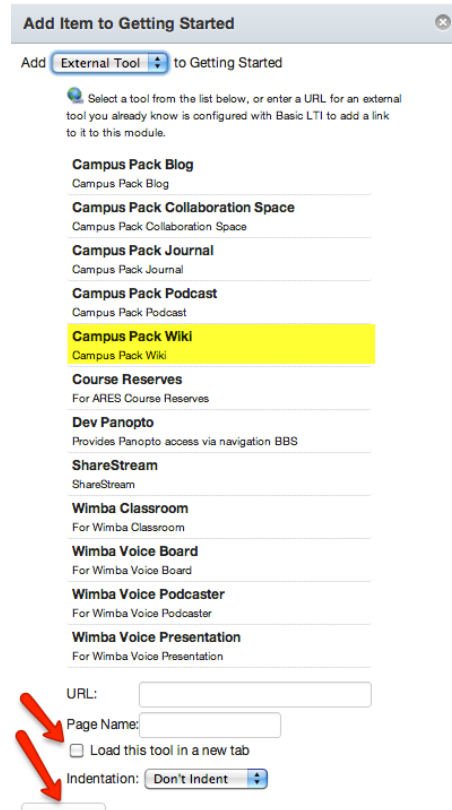 Add Item to Getting Started
Add External Tool to Getting Started
Select a tool from the list below, or enter a URL for an external
tool you already know is configured with Basic LTI to add a link
to it to this module.
Campus Pack Blog
Campus Pack Blog
Campus Pack Collaboration Space
Campus Pack Collaboration Space
Campus Pack Journal
Campus Pack Journal
Campus Pack Podcast
Campus Pack Podcast
Campus Pack Wiki
Campus Pack Wiki
Course Reserves
For ARES Course Reserves
Dev Panopto
Provides Panopto access via navigation BBS
ShareStream
ShareStream
Wimba Classroom
For Wimba Classroom
Wimba Voice Board
For Wimba Voice Board
Wimba Voice Podcaster
For Wimba Voice Podcaster
Wimba Voice Presentation
For Wimba Voice Presentation
URL:
Page Name:
Load this tool in a new tab
Indentation: Don't Indent